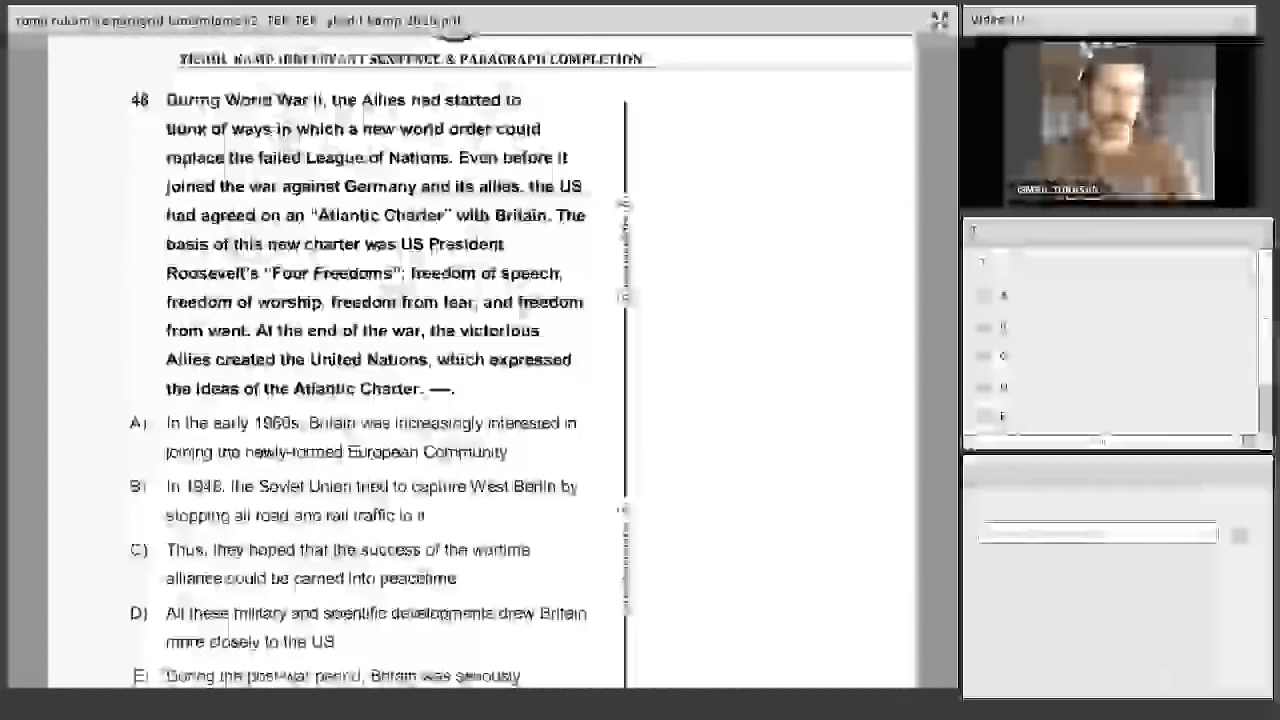 KAMP IRRELEVANT SENTENCE & PARAGRAPH COMPLETION
48 During World War II, the Allies had started to
think of ways in which a new world order could
replace the failed League of Nations. Even before it
joined the war against Germany and its allies, the US
had agreed on an “Atlantic Charter” with Britain. The
basis of this new charter was US President
Roosevelt’s “Four Freedoms”: freedom of speech,
freedom of worship, freedom from fear, and freedom
from want. At the end of the war, the victorious
Allies created the United Nations, which expressed
the ideas of the Atlantic Charter. —.
A) In the early 1960s, Britain was increasingly interested in
joining the newly-formed European Community
B) In 1948, the Soviet Union tried to capture West Berlin by
stopping all road and rail traffic to it
C) Thus, they hoped that the success of the wartime
alliance could be carried into peacetime
D) All these military and scientific developments drew Britain
more closely to the US
E) During the post-war period, Britain was seriously